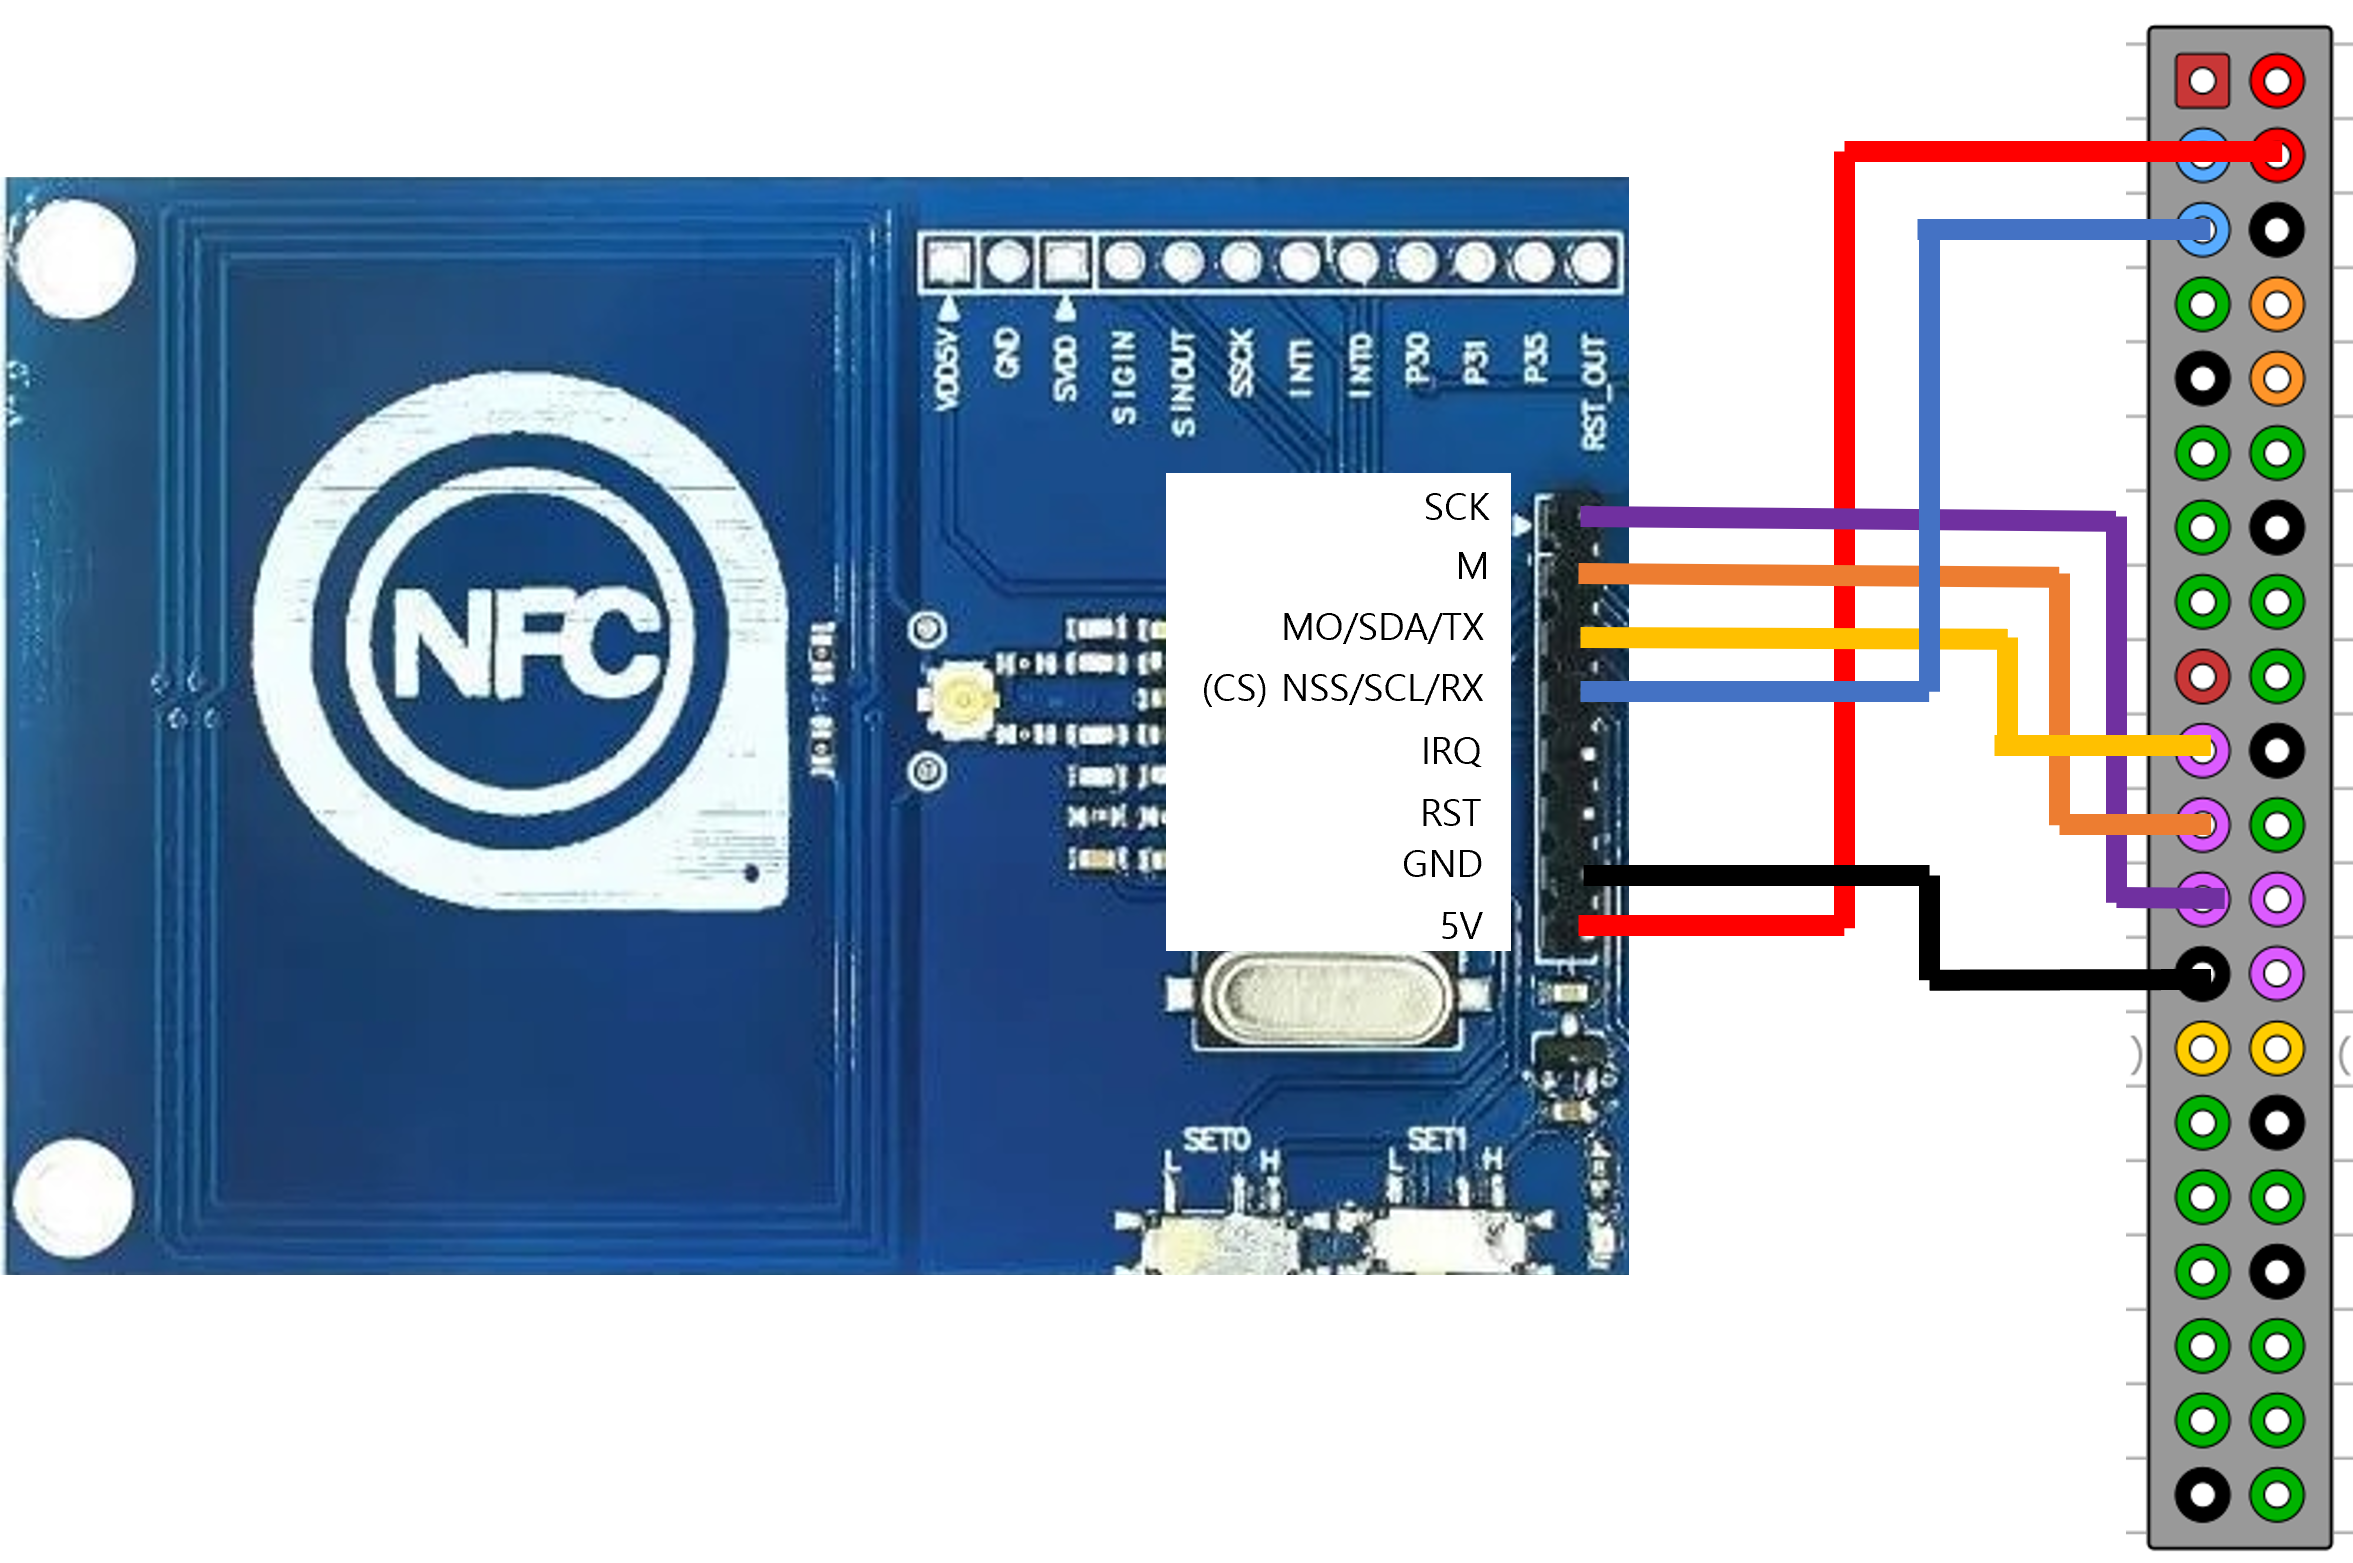 VDD5V
GND
SVDD
SIGIN
SINOUT
SSCK
INT1
INT0
P30
P31
P35
RST_OUT
NFC
SCK
M
MO/SDA/TX
(CS) NSS/SCL/RX
IRQ
RST
GND
5V
)
(
SET0
SET1
L H
L H